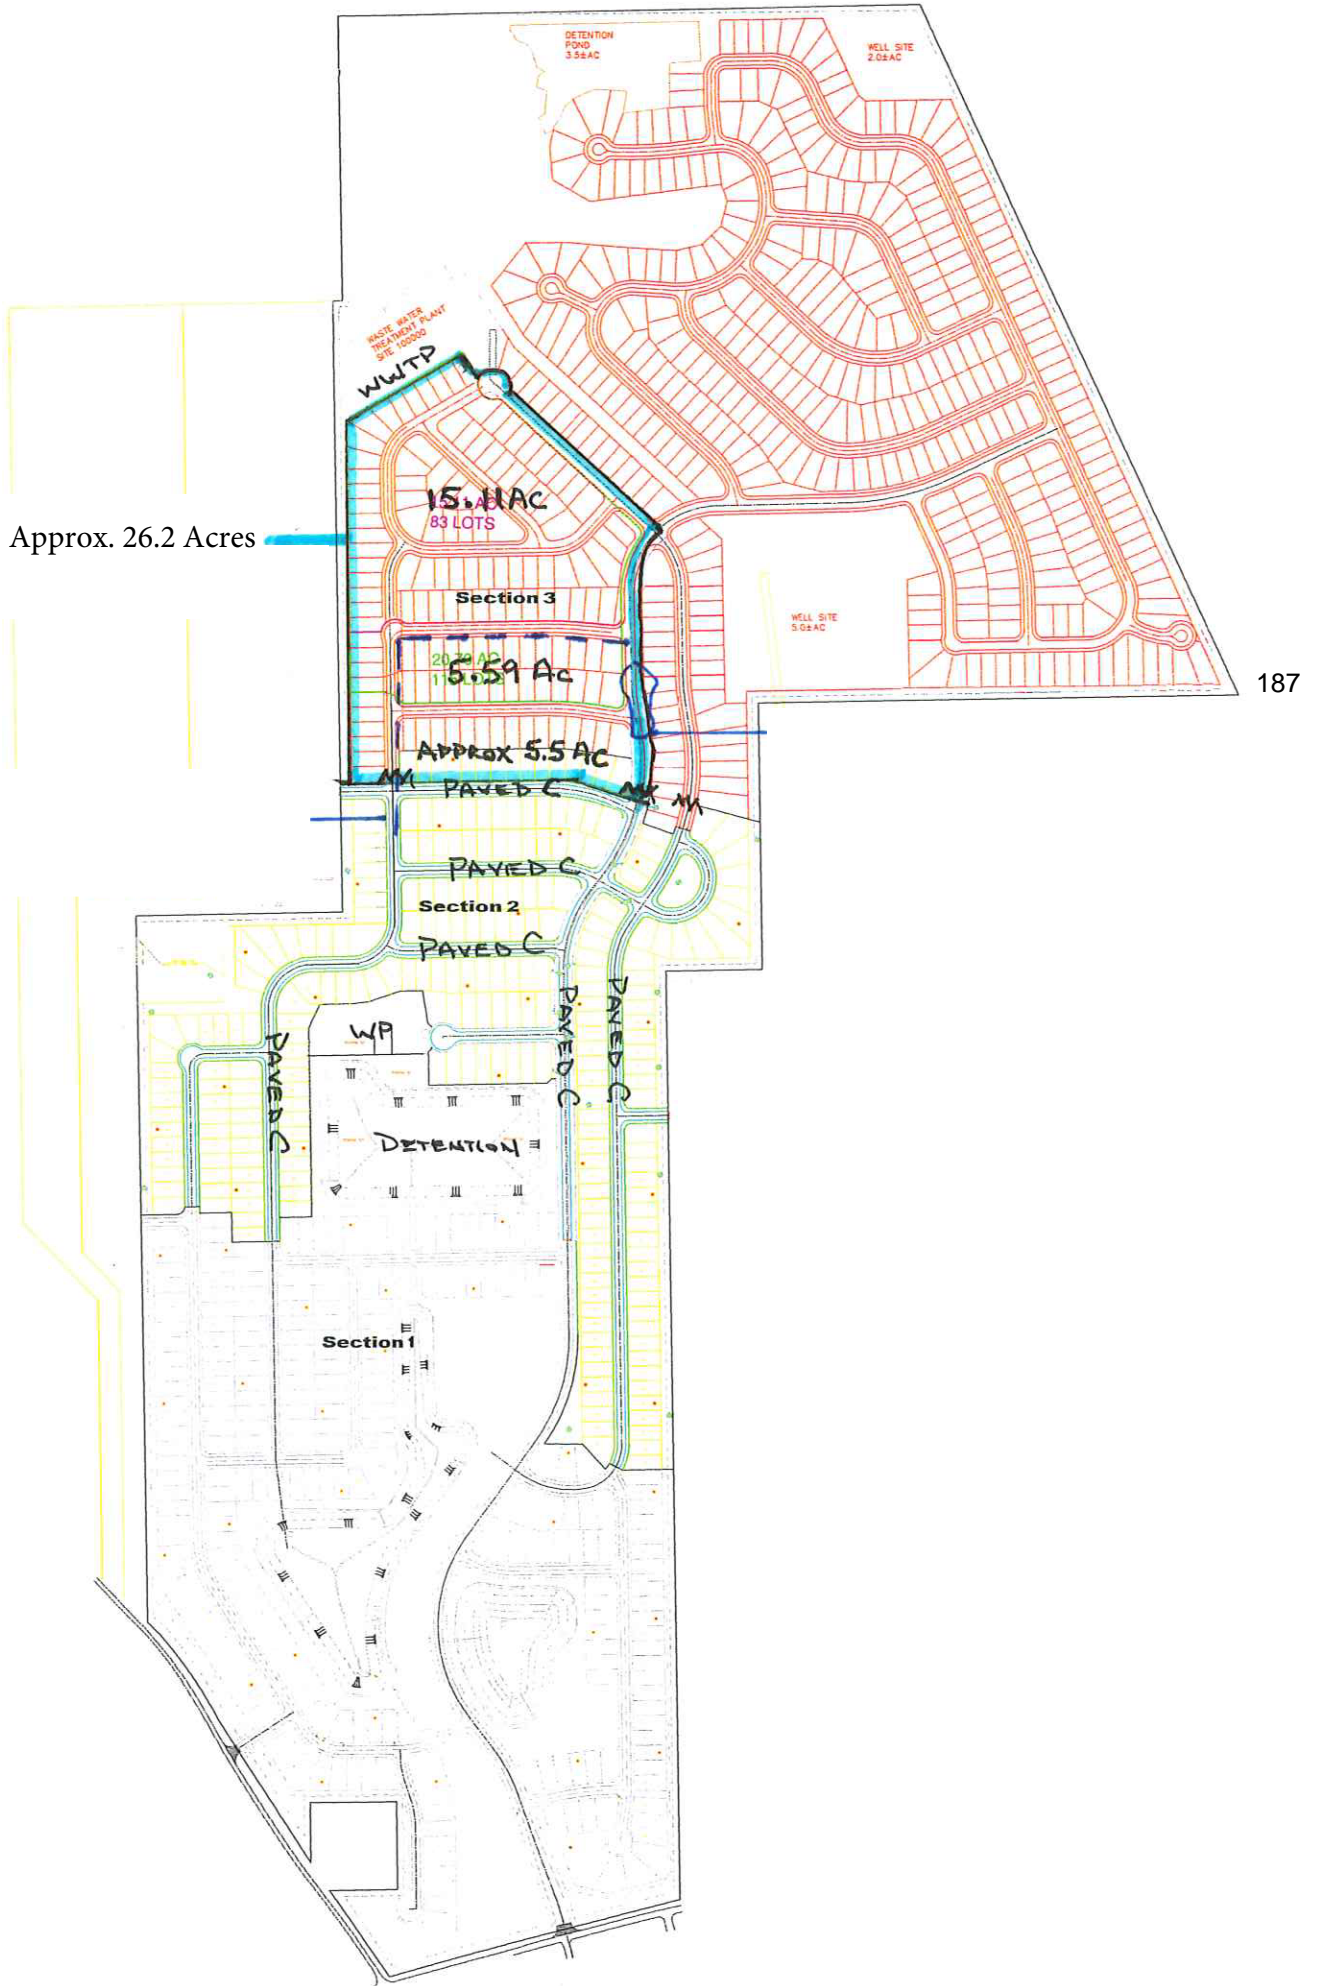 DETENTION
POND
3.5±AC
WELL SITE
2.0±AC
WASTE WATER
TREATMENT PLANT
SITE 100000
WWTP
15.11 AC
83 LOTS
Approx. 26.2 Acres
Section 3
WELL SITE
5.0±AC
5.59 Ac
187
APPROX 5.5 AC
PAVED C
PAVED C
Section 2
PAVED C
PAVED C
PAVED C
WP
PAVED C
DETENTION
Section 1